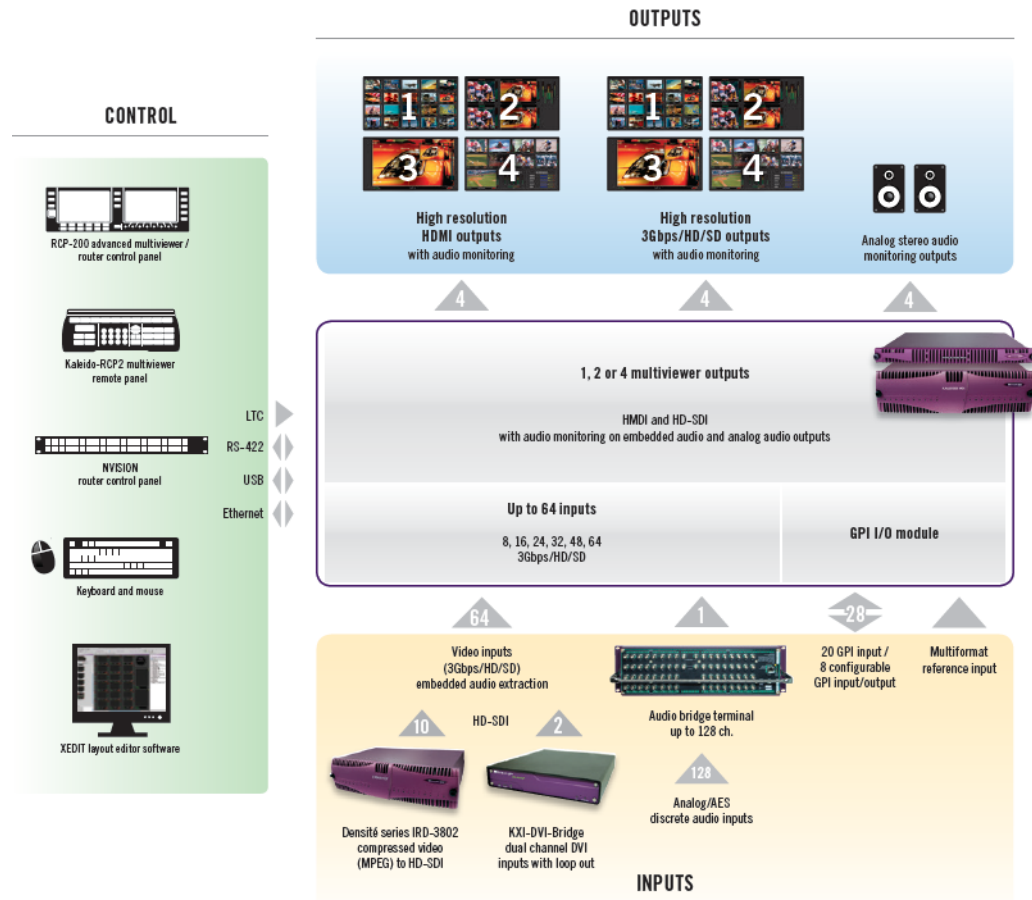 OUTPUTS
1
2
3
4
1
2
3
4
High resolution
HDMI outputs
with audio monitoring
High resolution
3Gbps/HD/SD outputs
with audio monitoring
Analog stereo audio
monitoring outputs
CONTROL
RCP-200 advanced multiviewer /
router control panel
Kaleido-RCP2 multiviewer
remote panel
NVISION
router control panel
Keyboard and mouse
XEDIT layout editor software
LTC
RS-422
USB
Ethernet
4
4
4
1, 2 or 4 multiviewer outputs
HMDI and HD-SDI
with audio monitoring on embedded audio and analog audio outputs
Up to 64 inputs
8, 16, 24, 32, 48, 64
3Gbps/HD/SD
GPI I/O module
64
1
28
Video inputs
(3Gbps/HD/SD)
embedded audio extraction
20 GPI input /
8 configurable
GPI input/output
Multiformat
reference input
10
HD-SDI
2
Audio bridge terminal
up to 128 ch.
128
Analog/AES
discrete audio inputs
Densité series IRD-3802
compressed video
(MPEG) to HD-SDI
KXI-DVI-Bridge
dual channel DVI
inputs with loop out
INPUTS